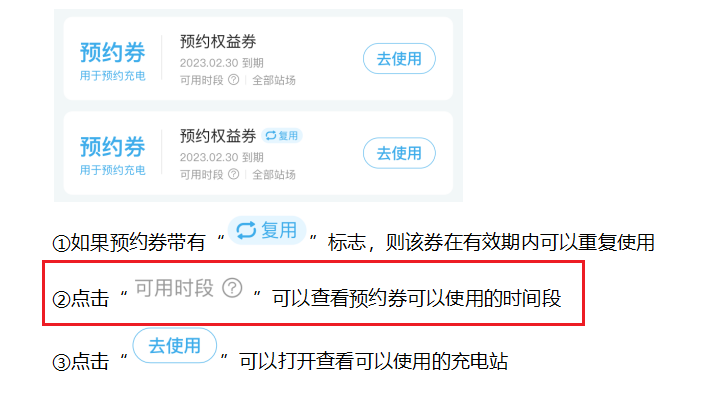 预约券
用于预约充电
预约权益券
2023.02.30 到期
可用时段 ? | 全部站场
去使用
预约券
用于预约充电
预约权益券 复用
2023.02.30 到期
可用时段 ? | 全部站场
去使用
①如果预约券带有“复用”标志，则该券在有效期内可以重复使用
②点击“可用时段 ?”可以查看预约券可以使用的时间段
③点击“去使用”可以打开查看可以使用的充电站